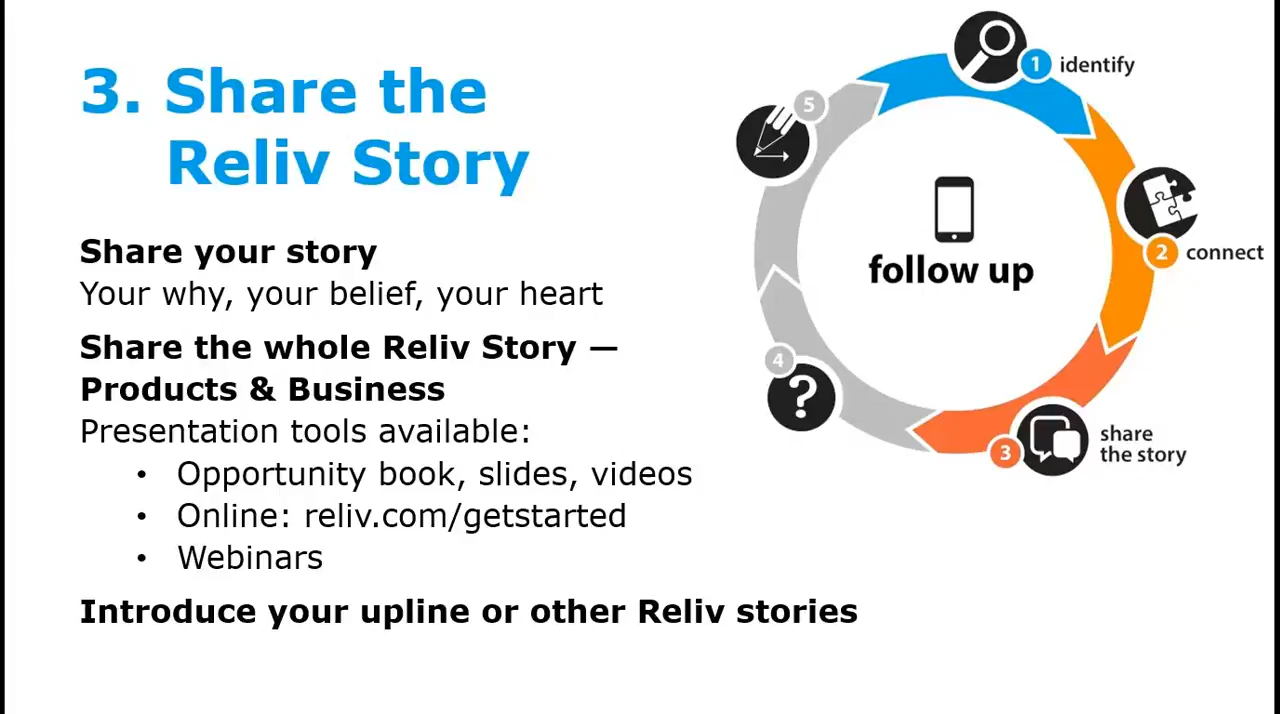 3. Share the
Reliv Story
Share your story
Your why, your belief, your heart
Share the whole Reliv Story —
Products & Business
Presentation tools available:
• Opportunity book, slides, videos
• Online: reliv.com/getstarted
• Webinars
Introduce your upline or other Reliv stories
1 identify
2 connect
3 share
the story
4
5
follow up